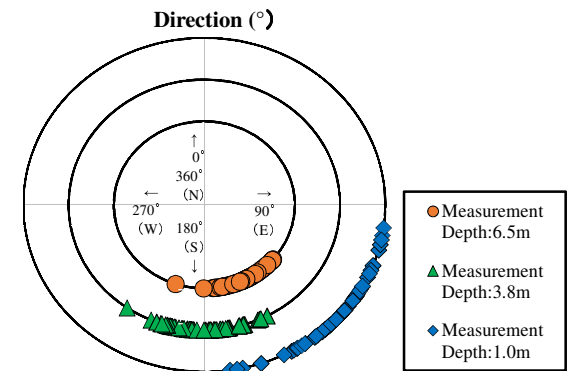 Direction (°)
↑
0°
360°
(N)
←
→
270°
90°
(W)
180°
(E)
(S)
↓
Measurement
Depth:6.5m
Measurement
Depth:3.8m
Measurement
Depth:1.0m